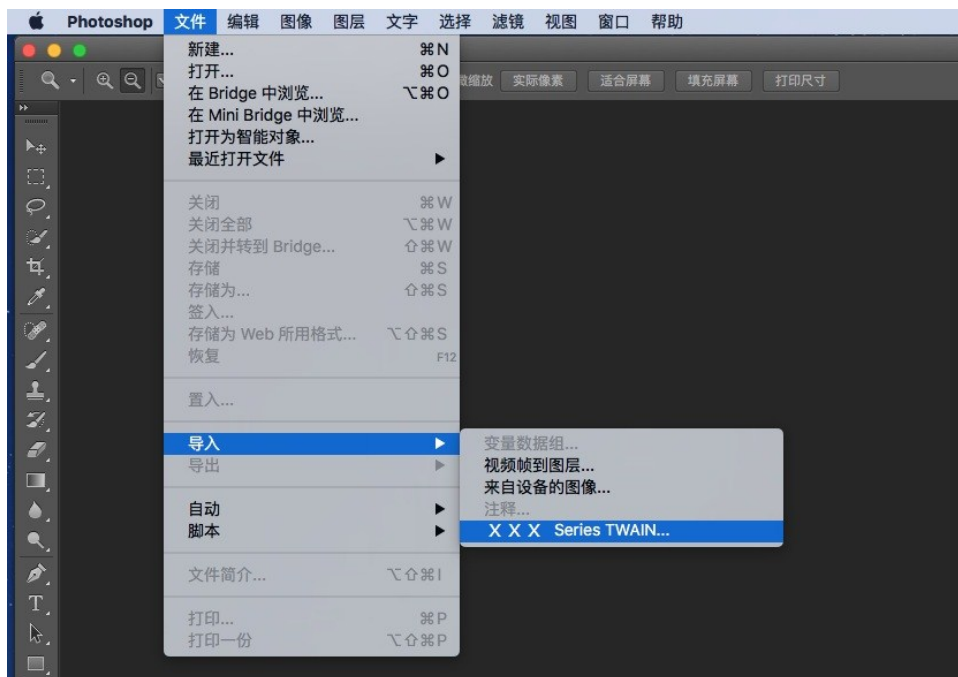 Photoshop 文件 编辑 图像 图层 文字 选择 滤镜 视图 窗口 帮助
新建... ⌘N
打开... ⌘O
缩放 实际像素 适合屏幕 填充屏幕 打印尺寸
在 Bridge 中浏览... ⌥⌘O
在 Mini Bridge 中浏览...
打开为智能对象...
最近打开文件 ▶
关闭 ⌘W
关闭全部 ⌥⌘W
关闭并转到 Bridge... ⇧⌘W
存储 ⌘S
存储为... ⇧⌘S
签入...
存储为 Web 所用格式... ⌥⇧⌘S
恢复 F12
置入...
导入 ▶
导出 ▶
自动 ▶
脚本 ▶
文件简介... ⌥⇧⌘I
打印... ⌘P
打印一份 ⌥⇧⌘P
变量数据组...
视频帧到图层...
来自设备的图像...
注释...
X X X Series TWAIN...
T